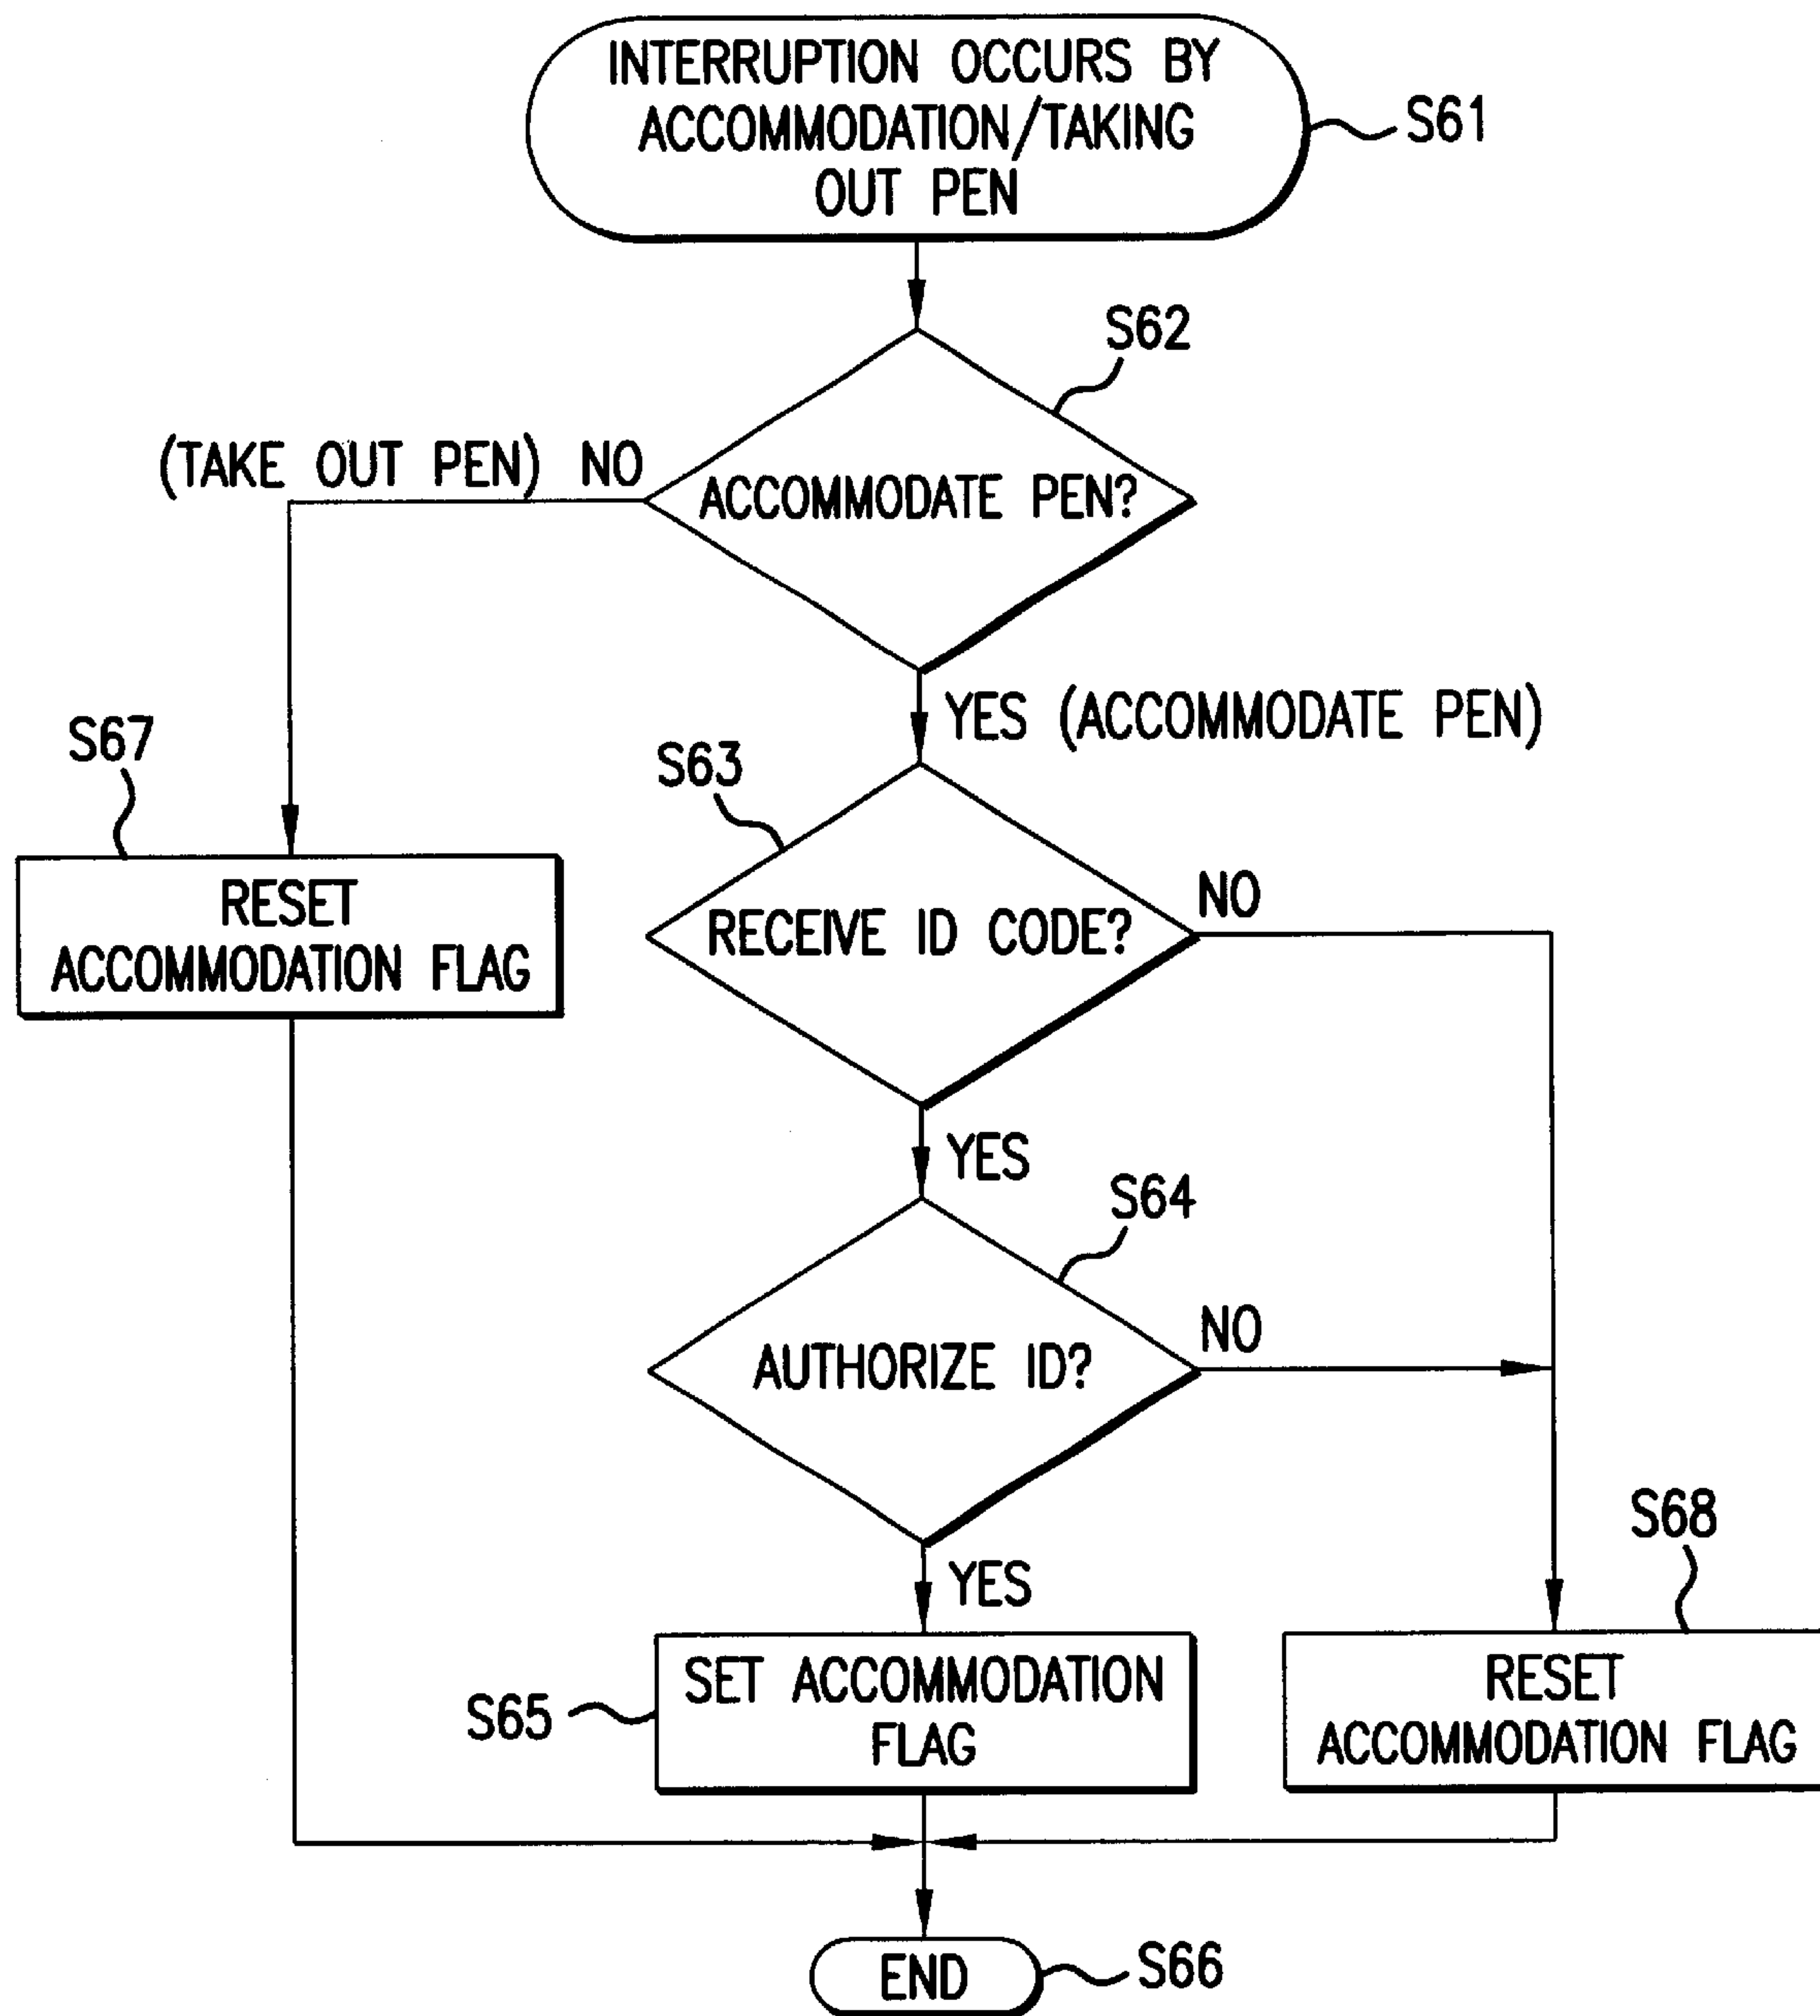 INTERRUPTION OCCURS BY
ACCOMMODATION/TAKING
OUT PEN
S61
S62
(TAKE OUT PEN) NO
ACCOMMODATE PEN?
YES (ACCOMMODATE PEN)
S67
S63
RESET
ACCOMMODATION FLAG
RECEIVE ID CODE?
NO
YES
S64
AUTHORIZE ID?
NO
YES
S68
S65
SET ACCOMMODATION
FLAG
RESET
ACCOMMODATION FLAG
END
S66